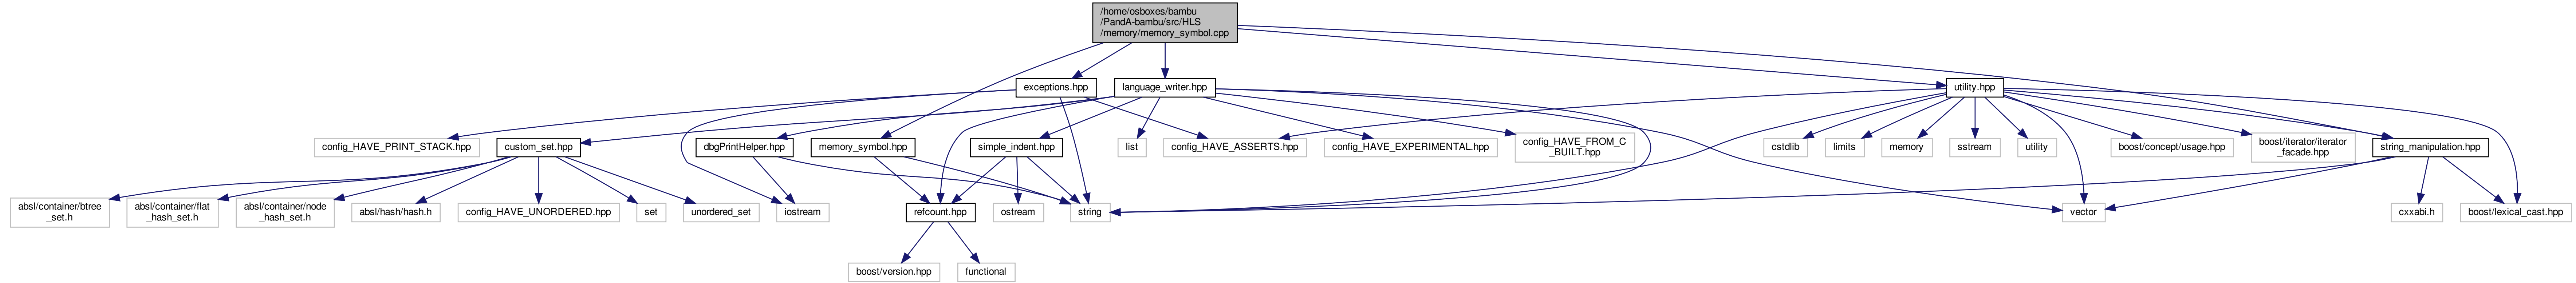 /home/osboxes/bambu
/PandA-bambu/src/HLS
/memory/memory_symbol.cpp
exceptions.hpp
language_writer.hpp
utility.hpp
config_HAVE_PRINT_STACK.hpp
custom_set.hpp
dbgPrintHelper.hpp
memory_symbol.hpp
simple_indent.hpp
list
config_HAVE_ASSERTS.hpp
config_HAVE_EXPERIMENTAL.hpp
config_HAVE_FROM_C
_BUILT.hpp
cstdlib
limits
memory
sstream
utility
boost/concept/usage.hpp
boost/iterator/iterator
_facade.hpp
string_manipulation.hpp
absl/container/btree
_set.h
absl/container/flat
_hash_set.h
absl/container/node
_hash_set.h
absl/hash/hash.h
config_HAVE_UNORDERED.hpp
set
unordered_set
iostream
refcount.hpp
ostream
string
vector
cxxabi.h
boost/lexical_cast.hpp
boost/version.hpp
functional